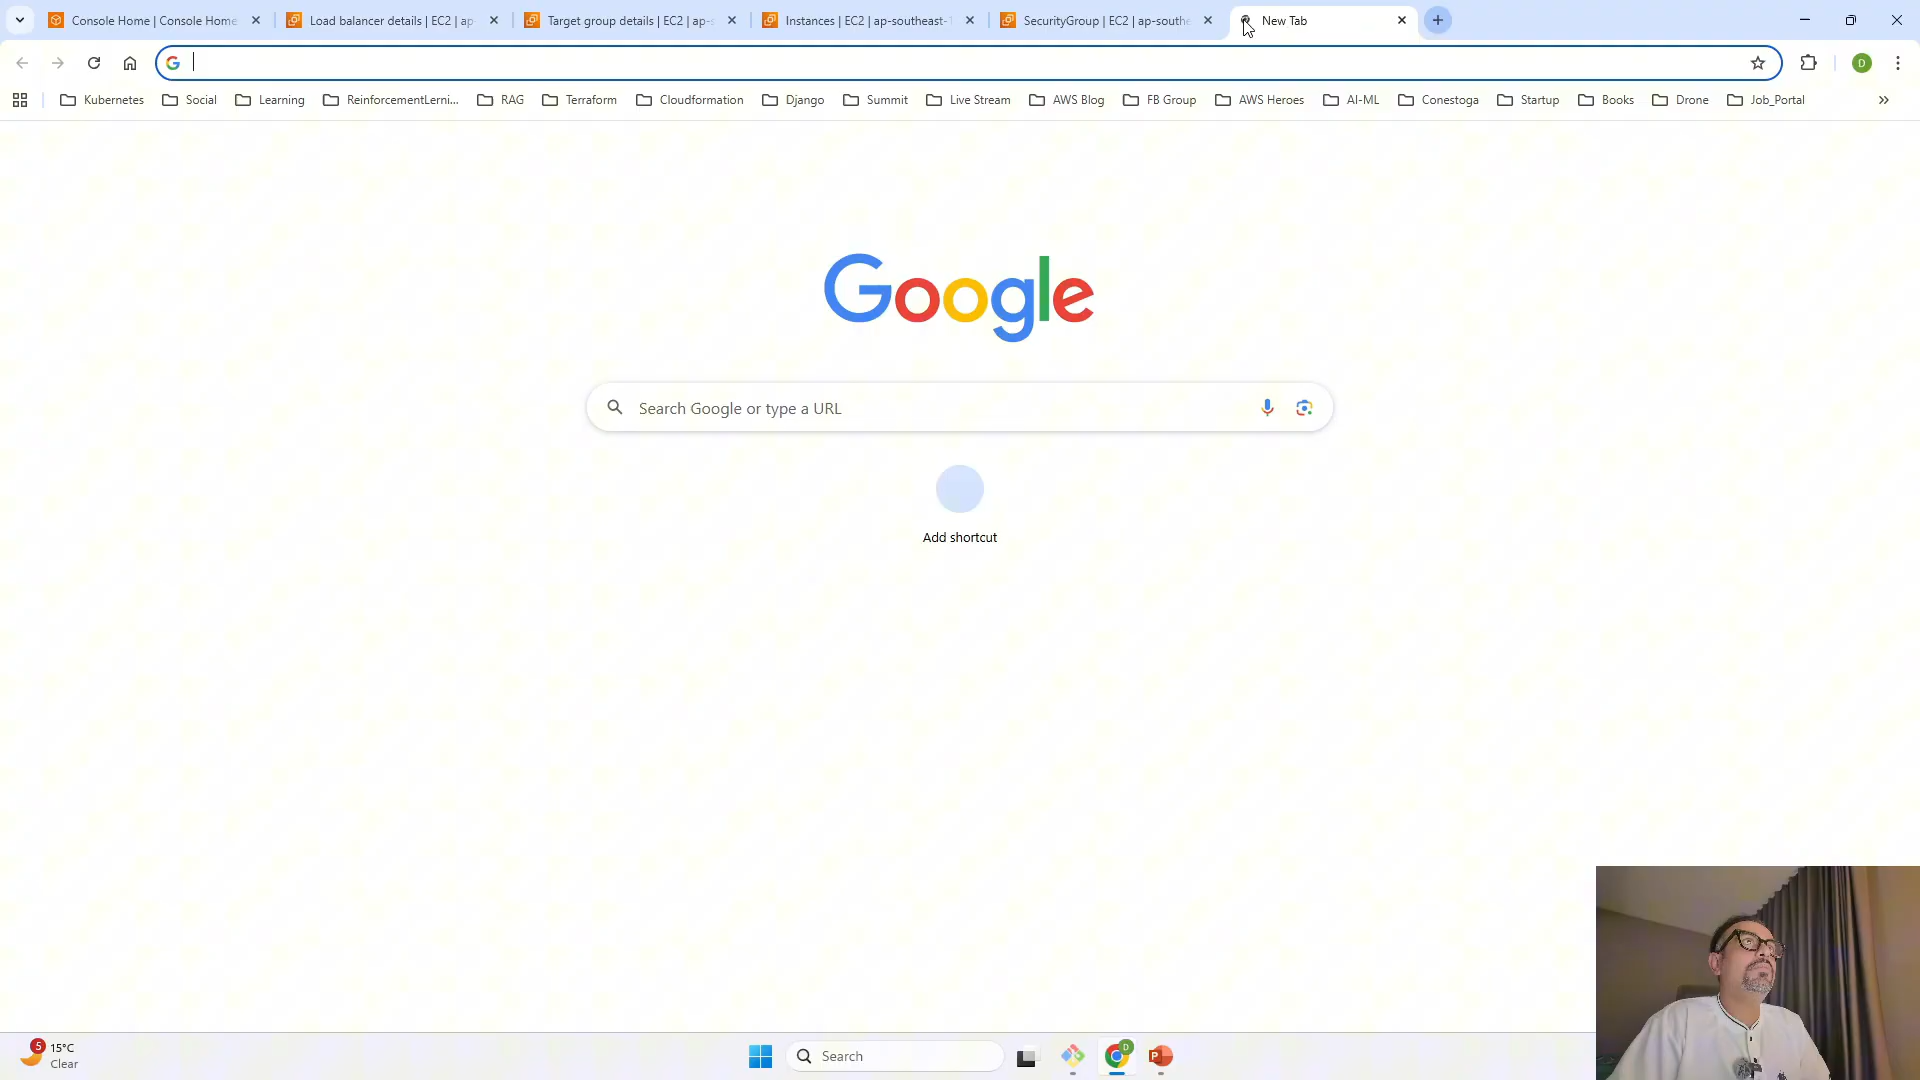 Console Home | Console Home
Load balancer details | EC2 | ap
Target group details | EC2 | ap-s
Instances | EC2 | ap-southeast-1
SecurityGroup | EC2 | ap-southe
New Tab
D
Kubernetes
Social
Learning
ReinforcementLerni...
RAG
Terraform
Cloudformation
Django
Summit
Live Stream
AWS Blog
FB Group
AWS Heroes
AI-ML
Conestoga
Startup
Books
Drone
Job_Portal
Google
Search Google or type a URL
Add shortcut
5
15°C
Clear
Search
D
P